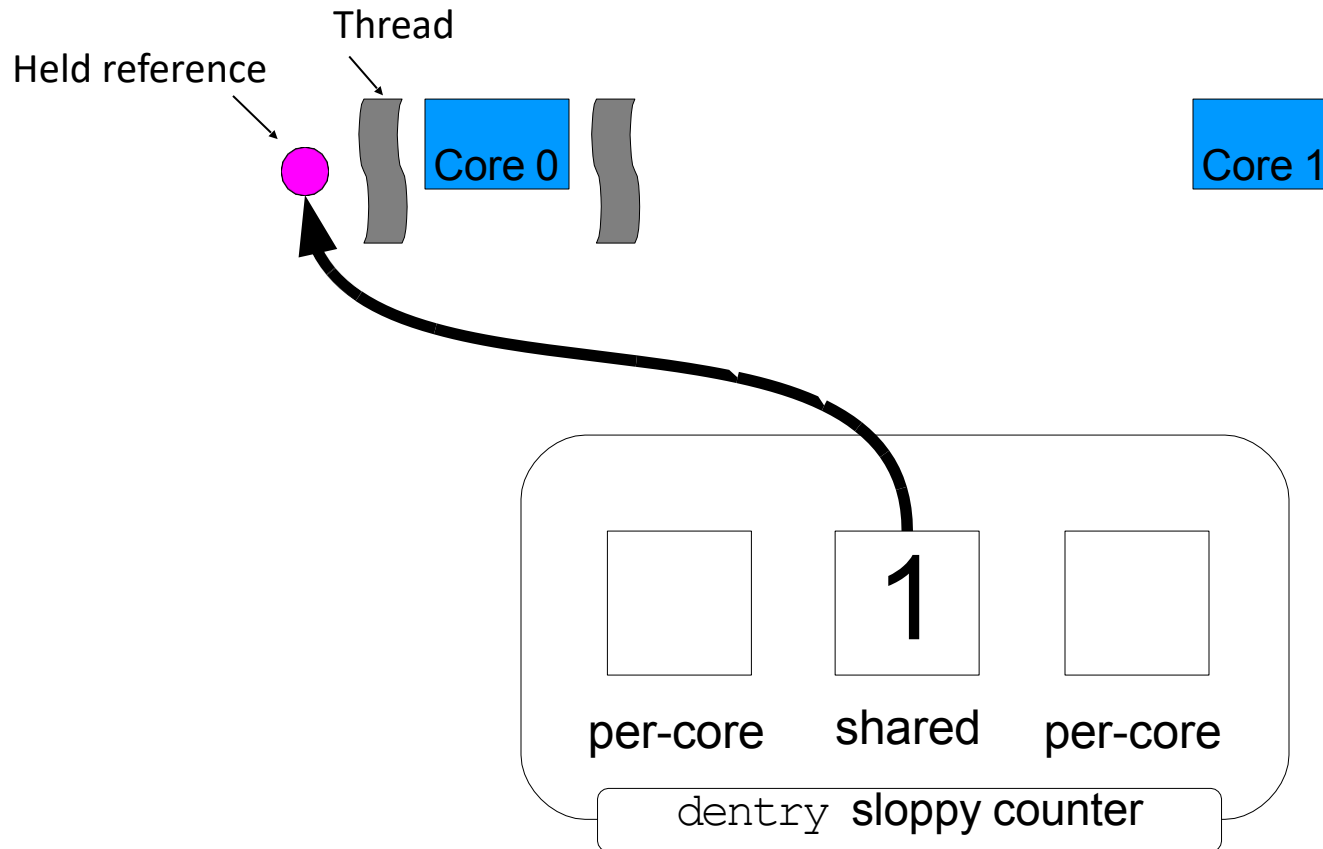 Thread
Held reference
Core 0
Core 1
1
per-core
shared
per-core
dentry sloppy counter